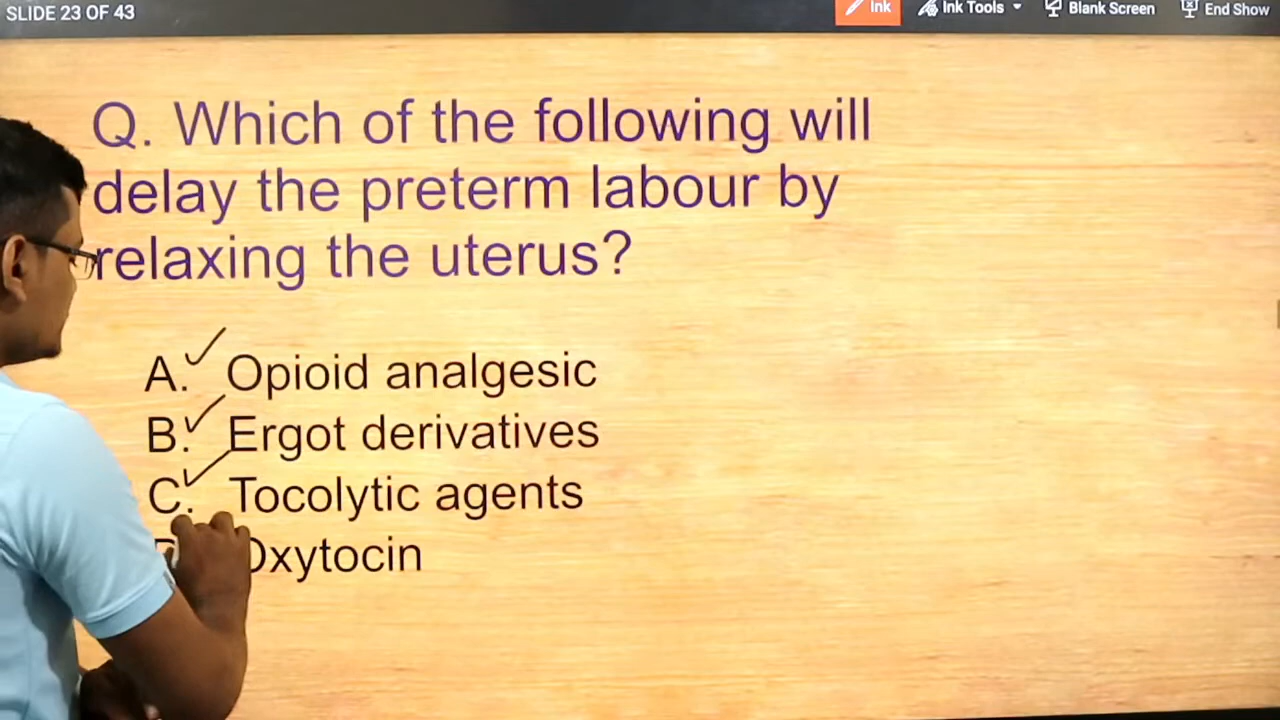 SLIDE 23 OF 43
Ink
Ink Tools
Blank Screen
End Show
Q. Which of the following will
delay the preterm labour by
relaxing the uterus?
A. Opioid analgesic
B. Ergot derivatives
C. Tocolytic agents
Oxytocin